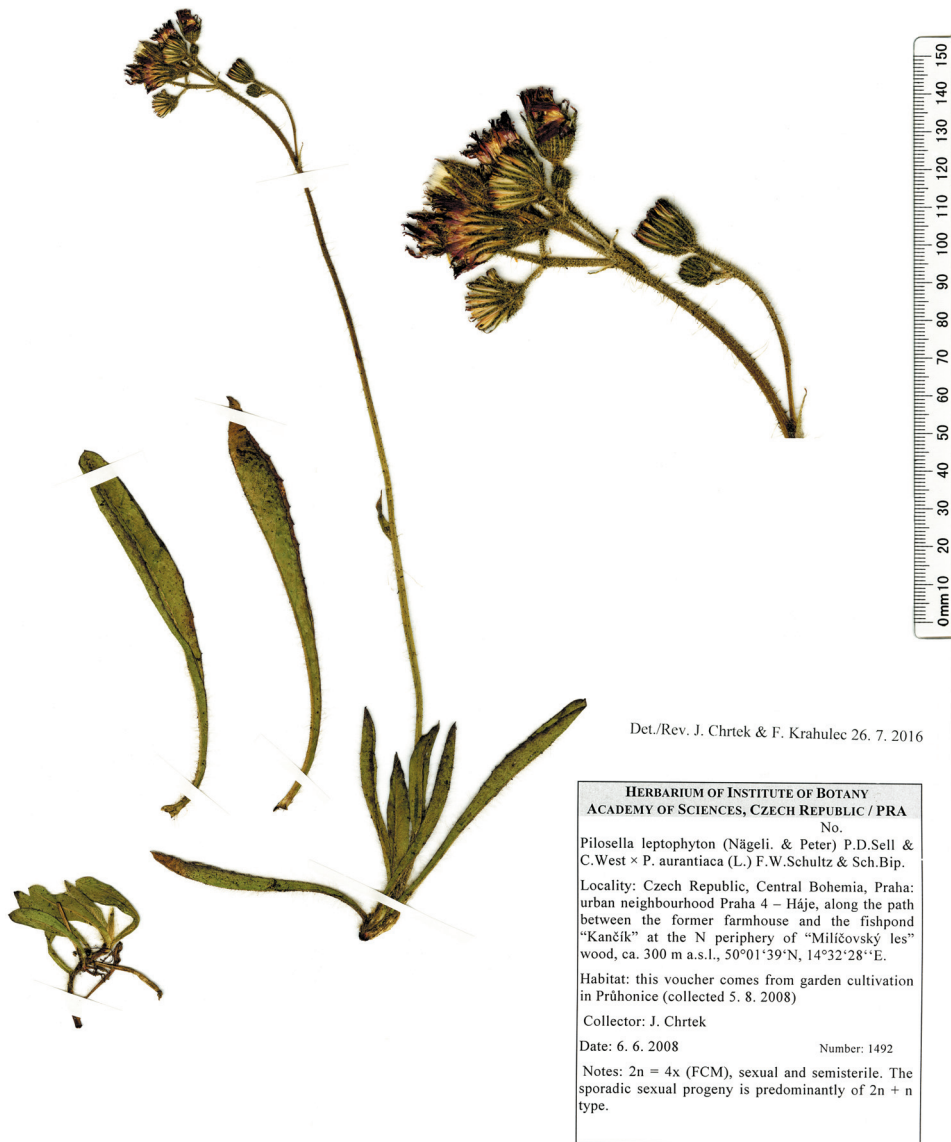 150
140
130
120
110
100
90
80
70
60
50
40
30
20
10
0mm
Det./Rev. J. Chrtek & F. Krahulec 26. 7. 2016
HERBARIUM OF INSTITUTE OF BOTANY
ACADEMY OF SCIENCES, CZECH REPUBLIC / PRA
No.
Pilosella leptophyton (Nägeli. & Peter) P.D.Sell &
C.West × P. aurantiaca (L.) F.W.Schultz & Sch.Bip.
Locality: Czech Republic, Central Bohemia, Praha:
urban neighbourhood Praha 4 – Háje, along the path
between the former farmhouse and the fishpond
“Kančík” at the N periphery of “Milíčovský les”
wood, ca. 300 m a.s.l., 50°01‘39‘N, 14°32‘28‘‘E.
Habitat: this voucher comes from garden cultivation
in Průhonice (collected 5. 8. 2008)
Collector: J. Chrtek
Date: 6. 6. 2008 Number: 1492
Notes: 2n = 4x (FCM), sexual and semisterile. The
sporadic sexual progeny is predominantly of 2n + n
type.